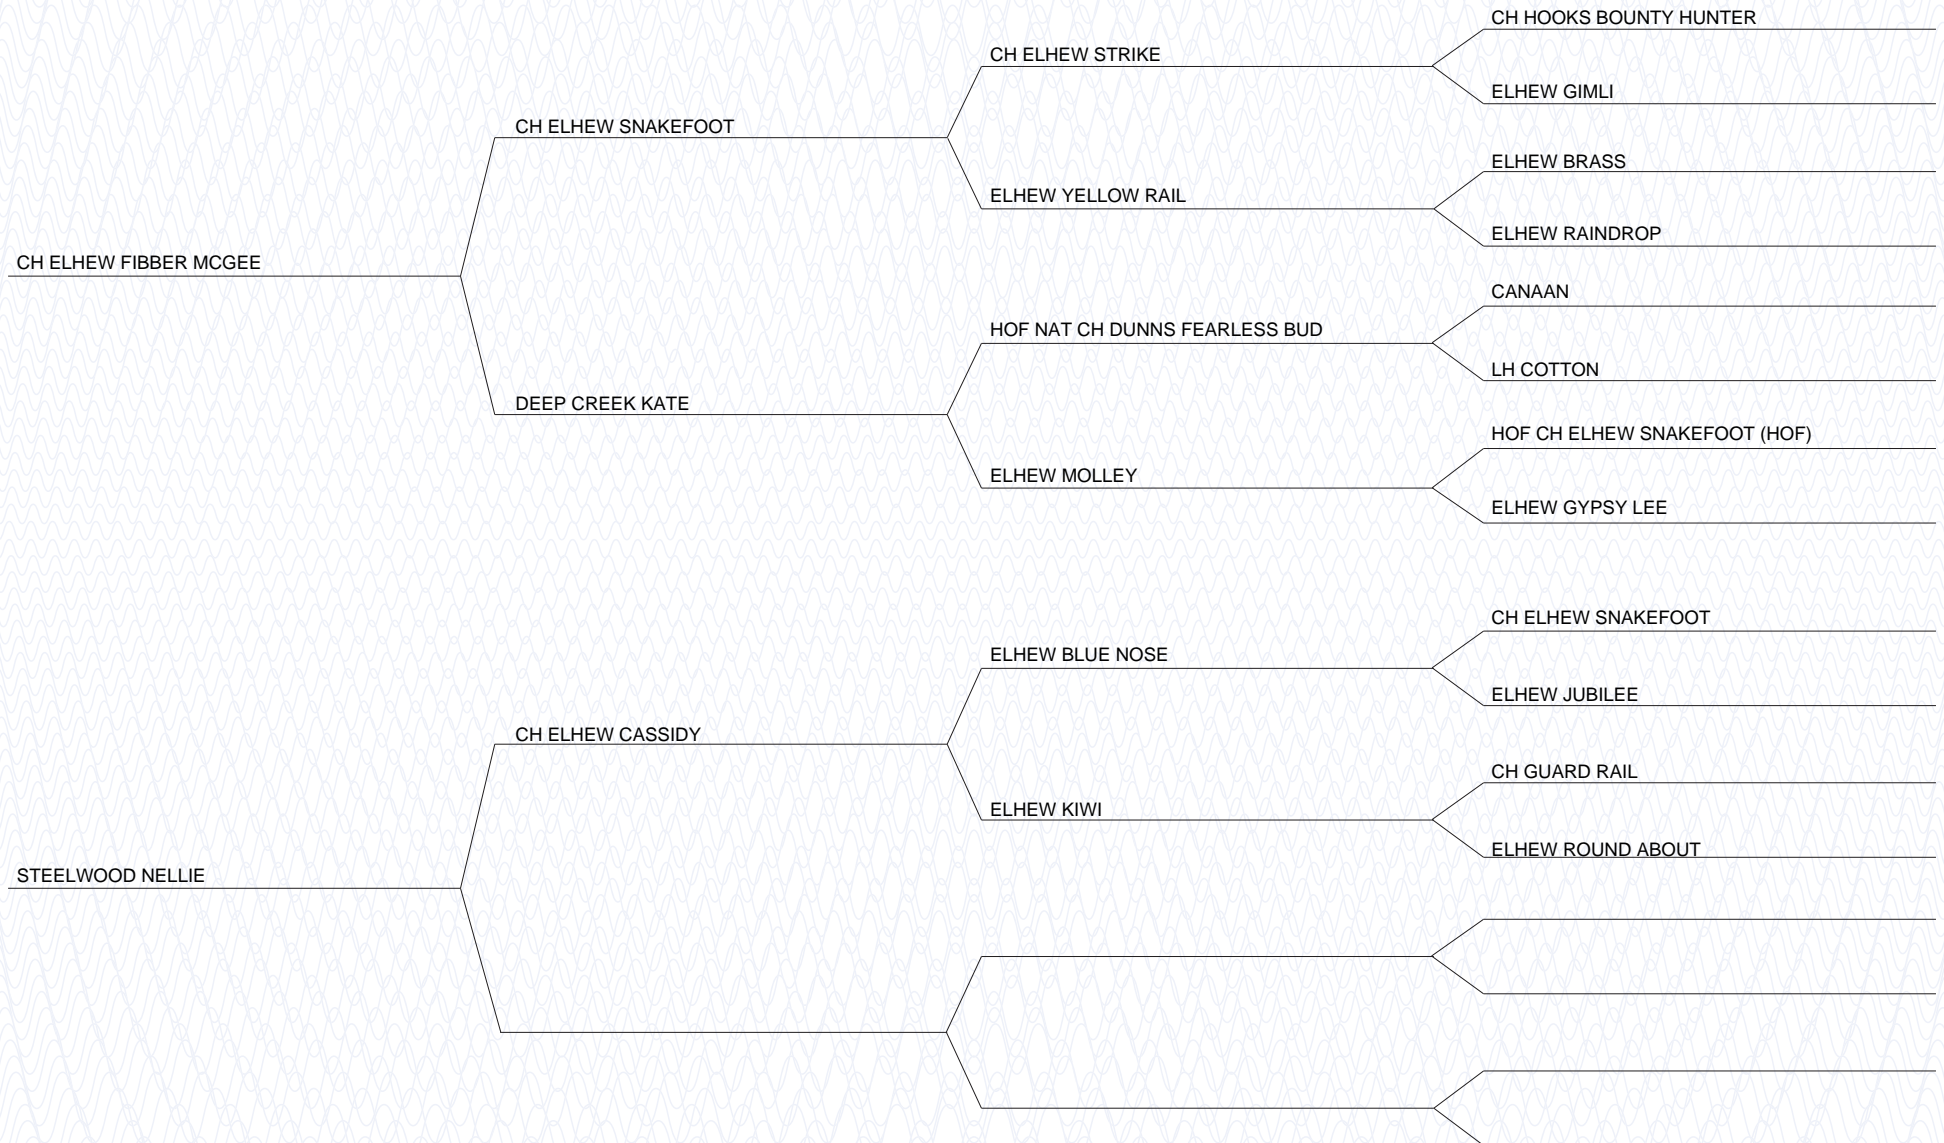 CH HOOKS BOUNTY HUNTER
CH ELHEW STRIKE
ELHEW GIMLI
CH ELHEW SNAKEFOOT
ELHEW BRASS
ELHEW YELLOW RAIL
ELHEW RAINDROP
CH ELHEW FIBBER MCGEE
CANAAN
HOF NAT CH DUNNS FEARLESS BUD
LH COTTON
DEEP CREEK KATE
HOF CH ELHEW SNAKEFOOT (HOF)
ELHEW MOLLEY
ELHEW GYPSY LEE
CH ELHEW SNAKEFOOT
ELHEW BLUE NOSE
ELHEW JUBILEE
CH ELHEW CASSIDY
CH GUARD RAIL
ELHEW KIWI
ELHEW ROUND ABOUT
STEELWOOD NELLIE